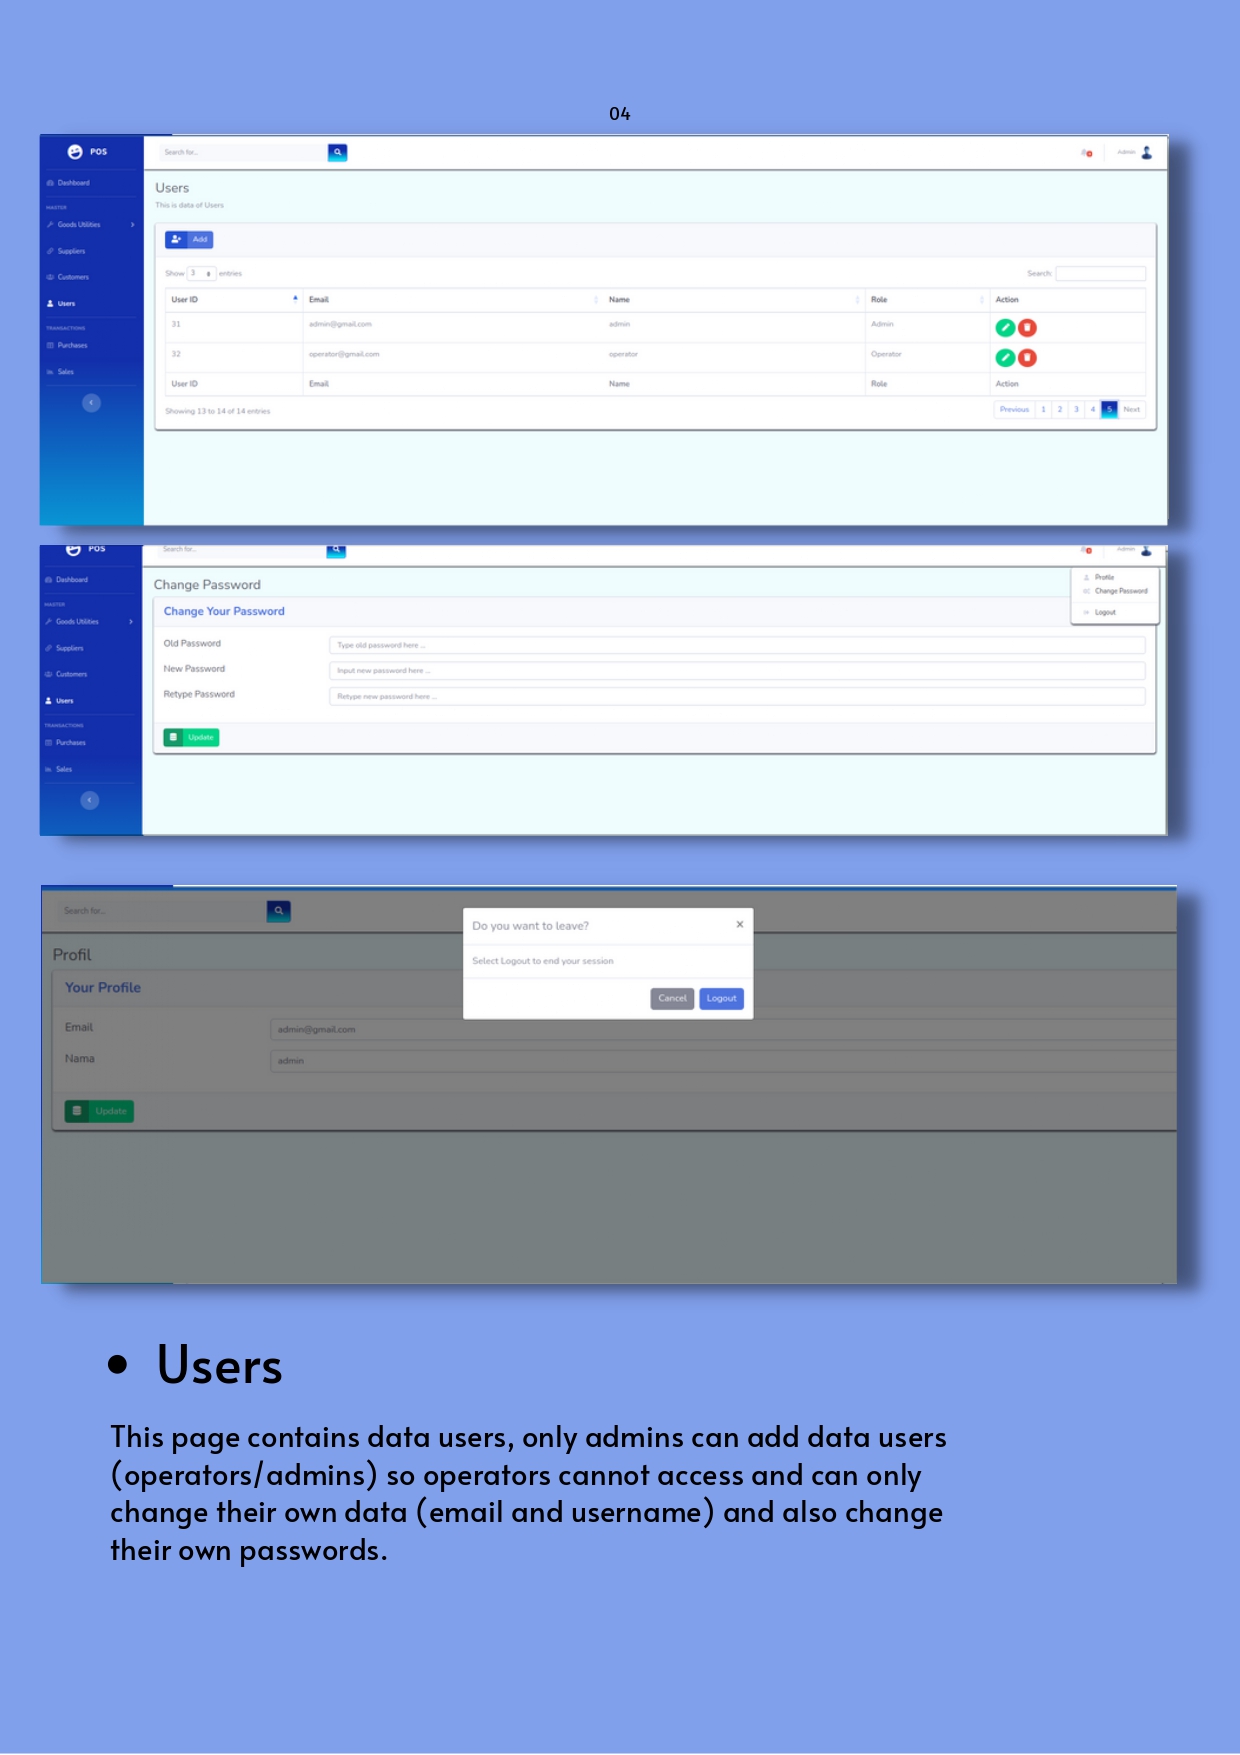 04
POS
Search for...
Admin
Dashboard
MASTER
Goods Utilities
Suppliers
Customers
Users
TRANSACTIONS
Purchases
Sales
Users
This is data of Users
Add
Show 3 entries
Search:
User ID Email Name Role Action
31 admin@gmail.com admin Admin
32 operator@gmail.com operator Operator
User ID Email Name Role Action
Showing 13 to 14 of 14 entries
Previous 1 2 3 4 5 Next
POS
Search for...
Admin
Dashboard
MASTER
Goods Utilities
Suppliers
Customers
Users
TRANSACTIONS
Purchases
Sales
Change Password
Profile
Change Password
Logout
Change Your Password
Old Password Type old password here ...
New Password Input new password here ...
Retype Password Retype new password here ...
Update
Search for...
Do you want to leave? ×
Select Logout to end your session
Cancel Logout
Profil
Your Profile
Email admin@gmail.com
Nama admin
Update
• Users
This page contains data users, only admins can add data users
(operators/admins) so operators cannot access and can only
change their own data (email and username) and also change
their own passwords.